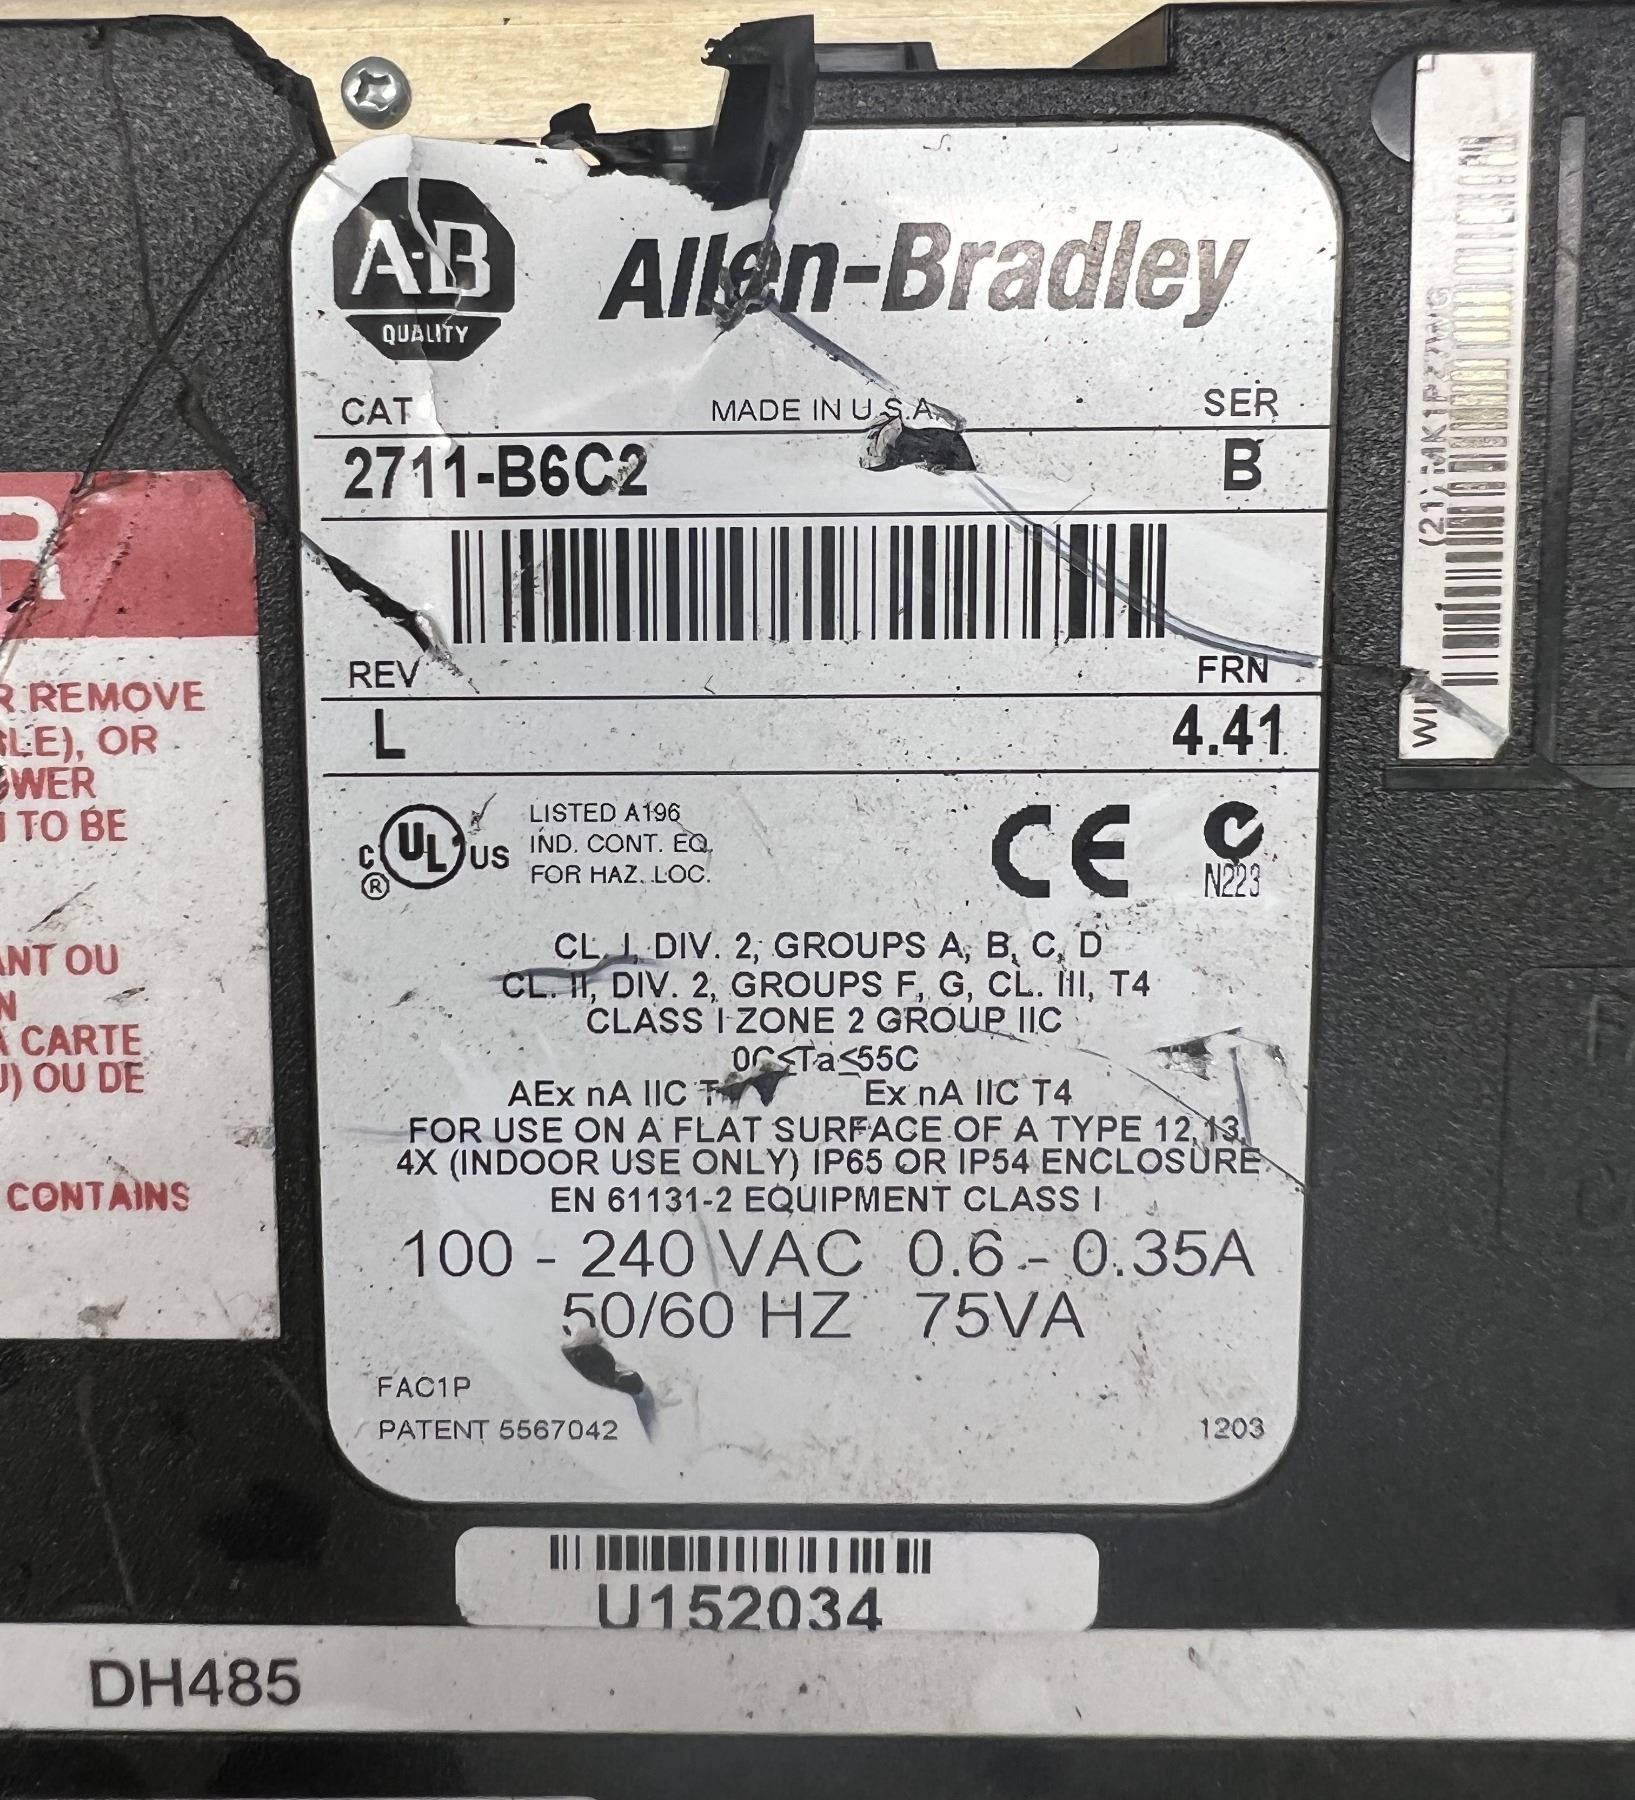 A-B
QUALITY
Allen-Bradley
CAT
MADE IN U.S.A.
SER
2711-B6C2
B
REV
FRN
L
4.41
C UL US
®
LISTED A196
IND. CONT. EQ.
FOR HAZ. LOC.
CE
N223
CL. I, DIV. 2, GROUPS A, B, C, D
CL. II, DIV. 2, GROUPS F, G, CL. III, T4
CLASS I ZONE 2 GROUP IIC
0C≤Ta≤55C
AEx nA IIC Ex nA IIC T4
FOR USE ON A FLAT SURFACE OF A TYPE 12, 13,
4X (INDOOR USE ONLY) IP65 OR IP54 ENCLOSURE
EN 61131-2 EQUIPMENT CLASS I
100 - 240 VAC 0.6 - 0.35A
50/60 HZ 75VA
FAC1P
PATENT 5567042
1203
U152034
DH485
R
R REMOVE
OR
TO BE
OU
CARTE
OU DE
CONTAINS